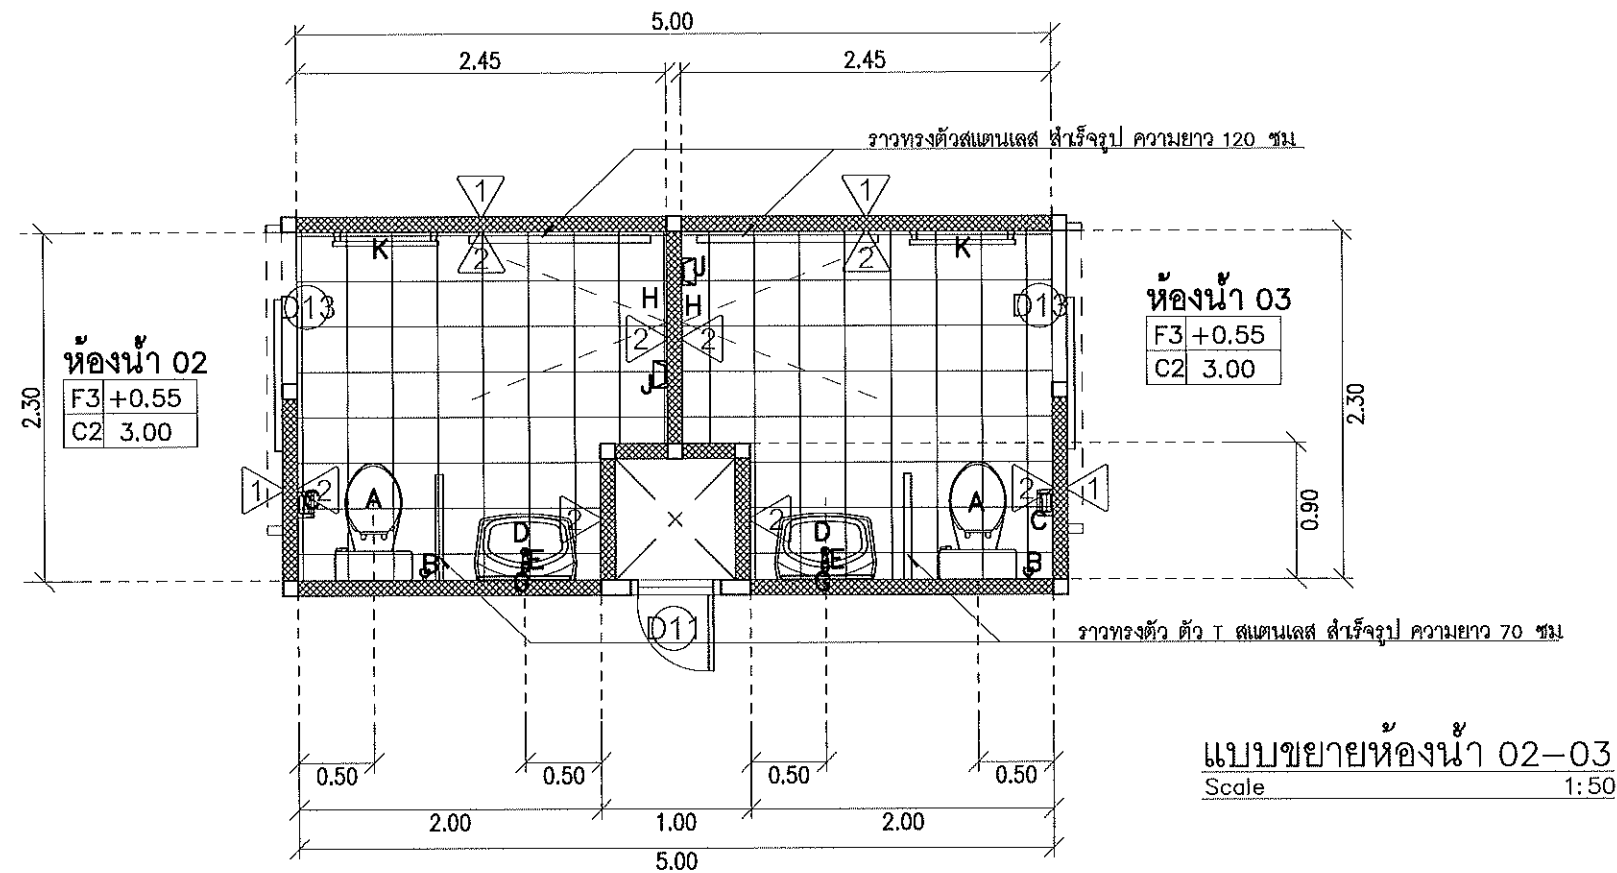 5.00
2.45 2.45
ราวทรงตัวสแตนเลส สำเร็จรูป ความยาว 120 ซม.
1 1
K 2 2 K
J
H H
D13 D13
2 2
J
ห้องน้ำ 02
F3 +0.55
C2 3.00
ห้องน้ำ 03
F3 +0.55
C2 3.00
2.30 2.30
0.90
1 2 C A 2 D E G B
2 D E G A B C 2 1
D11
ราวทรงตัว ตัว T สแตนเลส สำเร็จรูป ความยาว 70 ซม.
0.50 0.50 0.50 0.50
2.00 1.00 2.00
5.00
แบบขยายห้องน้ำ 02-03
Scale 1:50